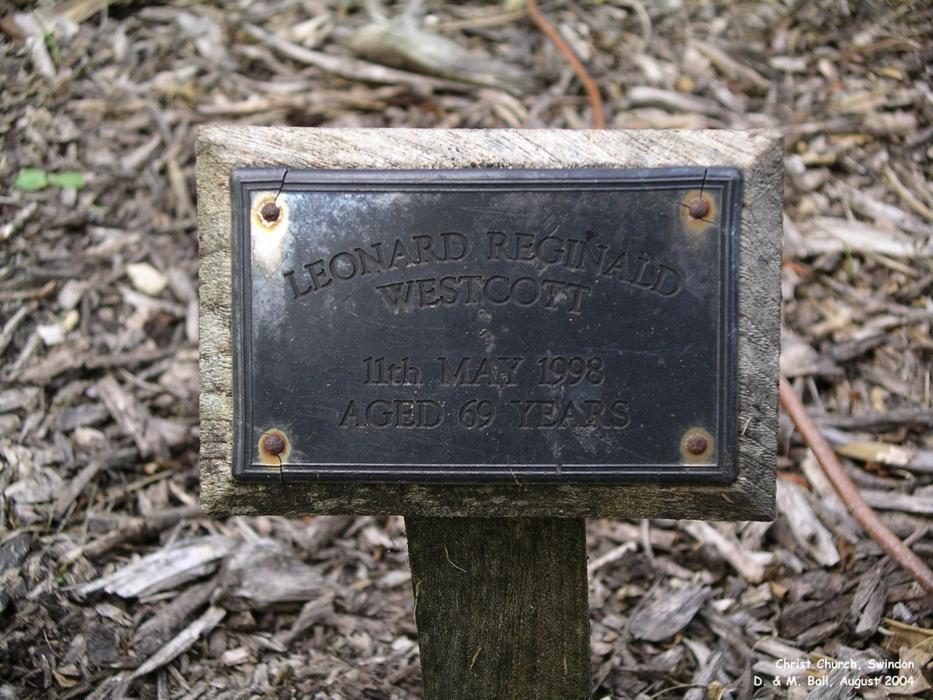 LEONARD REGINALD
WESTCOTT
11th MAY 1998
AGED 69 YEARS
Christ Church, Swindon
D. & M. Ball, August 2004